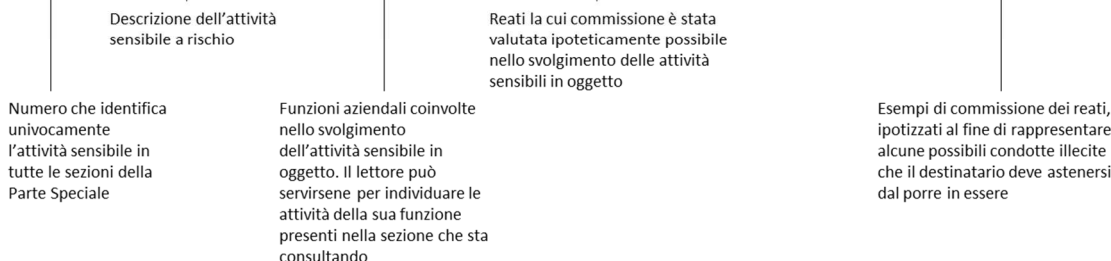 Descrizione dell'attività
sensibile a rischio
Reati la cui commissione è stata
valutata ipoteticamente possibile
nello svolgimento delle attività
sensibili in oggetto
Numero che identifica
univocamente
l'attività sensibile in
tutte le sezioni della
Parte Speciale
Funzioni aziendali coinvolte
nello svolgimento
dell'attività sensibile in
oggetto. Il lettore può
servirsene per individuare le
attività della sua funzione
presenti nella sezione che sta
consultando
Esempi di commissione dei reati,
ipotizzati al fine di rappresentare
alcune possibili condotte illecite
che il destinatario deve astenersi
dal porre in essere